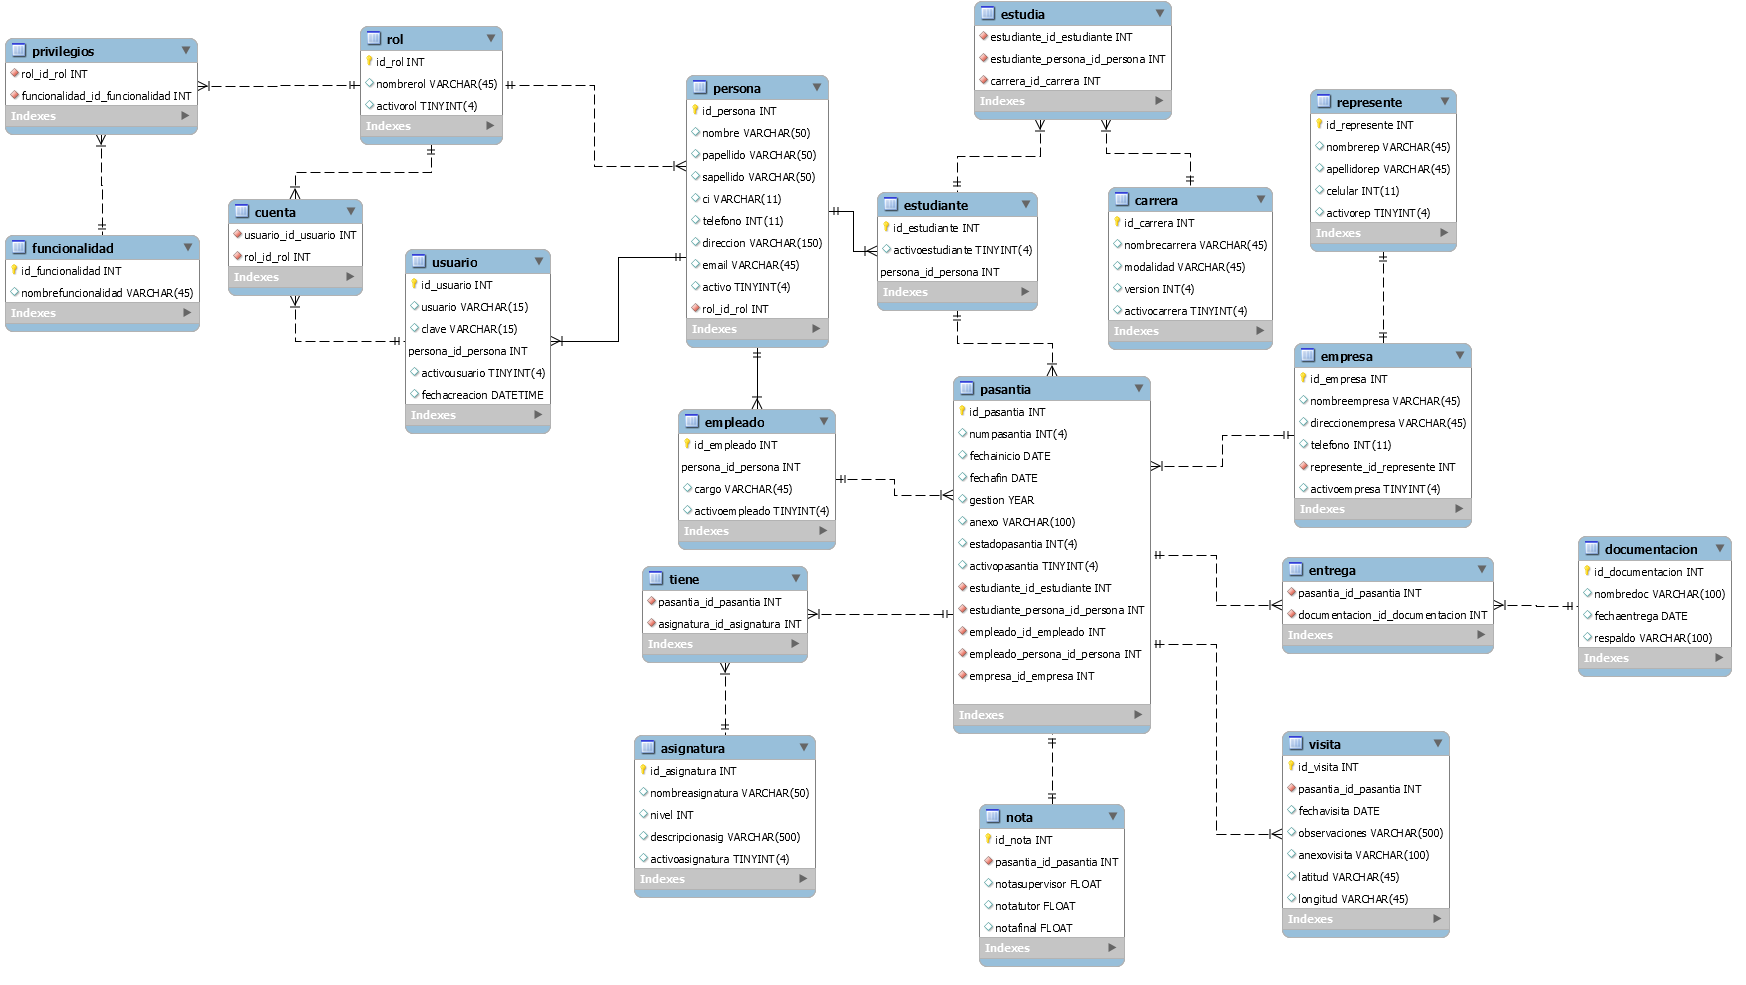 privilegios
rol_id_rol INT
funcionalidad_id_funcionalidad INT
Indexes
funcionalidad
id_funcionalidad INT
nombrefuncionalidad VARCHAR(45)
Indexes
rol
id_rol INT
nombrerol VARCHAR(45)
activorol TINYINT(4)
Indexes
cuenta
usuario_id_usuario INT
rol_id_rol INT
Indexes
usuario
id_usuario INT
usuario VARCHAR(15)
clave VARCHAR(15)
persona_id_persona INT
activousuario TINYINT(4)
fechacreacion DATETIME
Indexes
persona
id_persona INT
nombre VARCHAR(50)
papellido VARCHAR(50)
sapellido VARCHAR(50)
ci VARCHAR(11)
telefono INT(11)
direccion VARCHAR(150)
email VARCHAR(45)
activo TINYINT(4)
rol_id_rol INT
Indexes
empleado
id_empleado INT
persona_id_persona INT
cargo VARCHAR(45)
activoempleado TINYINT(4)
Indexes
tiene
pasantia_id_pasantia INT
asignatura_id_asignatura INT
Indexes
asignatura
id_asignatura INT
nombreasignatura VARCHAR(50)
nivel INT
descripcionasig VARCHAR(500)
activoasignatura TINYINT(4)
Indexes
estudia
estudiante_id_estudiante INT
estudiante_persona_id_persona INT
carrera_id_carrera INT
Indexes
estudiante
id_estudiante INT
activoestudiante TINYINT(4)
persona_id_persona INT
Indexes
carrera
id_carrera INT
nombrecarrera VARCHAR(45)
modalidad VARCHAR(45)
version INT(4)
activocarrera TINYINT(4)
Indexes
pasantia
id_pasantia INT
numpasantia INT(4)
fechainicio DATE
fechafin DATE
gestion YEAR
anexo VARCHAR(100)
estadopasantia INT(4)
activopasantia TINYINT(4)
estudiante_id_estudiante INT
estudiante_persona_id_persona INT
empleado_id_empleado INT
empleado_persona_id_persona INT
empresa_id_empresa INT
Indexes
nota
id_nota INT
pasantia_id_pasantia INT
notasupervisor FLOAT
notatutor FLOAT
notafinal FLOAT
Indexes
represente
id_represente INT
nombrerep VARCHAR(45)
apellidorep VARCHAR(45)
celular INT(11)
activorep TINYINT(4)
Indexes
empresa
id_empresa INT
nombreempresa VARCHAR(45)
direccionempresa VARCHAR(45)
telefono INT(11)
represente_id_represente INT
activoempresa TINYINT(4)
Indexes
entrega
pasantia_id_pasantia INT
documentacion_id_documentacion INT
Indexes
documentacion
id_documentacion INT
nombredoc VARCHAR(100)
fechaentrega DATE
respaldo VARCHAR(100)
Indexes
visita
id_visita INT
pasantia_id_pasantia INT
fechavisita DATE
observaciones VARCHAR(500)
anexovisita VARCHAR(100)
latitud VARCHAR(45)
longitud VARCHAR(45)
Indexes